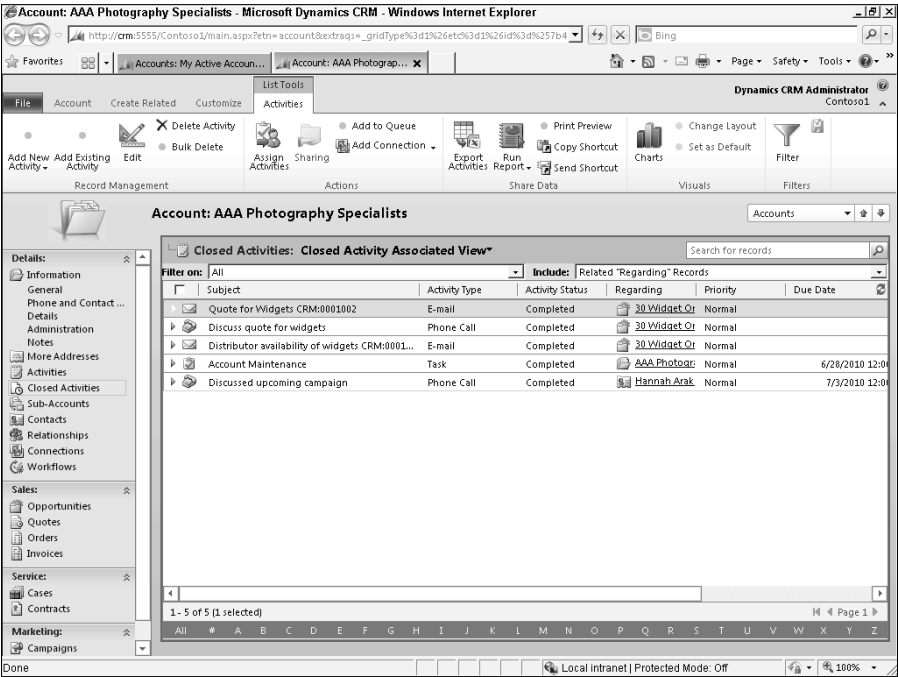 Account: AAA Photography Specialists - Microsoft Dynamics CRM - Windows Internet Explorer
http://crm:5555/Contoso1/main.aspx?etn=account&extraqs=_gridType%3d1%26etc%3d1%26id%3d%257b4
Bing
Favorites
Accounts: My Active Accoun...
Account: AAA Photograp...
Page
Safety
Tools
File
Account
Create Related
Customize
List Tools
Activities
Dynamics CRM Administrator
Contoso1
Add New Activity
Add Existing Activity
Edit
Delete Activity
Bulk Delete
Record Management
Assign Activities
Sharing
Add to Queue
Add Connection
Actions
Export Activities
Run Report
Print Preview
Copy Shortcut
Send Shortcut
Share Data
Charts
Change Layout
Set as Default
Visuals
Filter
Filters
Account: AAA Photography Specialists
Accounts
Details:
Information
General
Phone and Contact ...
Details
Administration
Notes
More Addresses
Activities
Closed Activities
Sub-Accounts
Contacts
Relationships
Connections
Workflows
Sales:
Opportunities
Quotes
Orders
Invoices
Service:
Cases
Contracts
Marketing:
Campaigns
Closed Activities: Closed Activity Associated View
Search for records
Filter on: All
Include: Related "Regarding" Records
Subject Activity Type Activity Status Regarding Priority Due Date
Quote for Widgets CRM:0001002 E-mail Completed 30 Widget Or Normal
Discuss quote for widgets Phone Call Completed 30 Widget Or Normal
Distributor availability of widgets CRM:0001... E-mail Completed 30 Widget Or Normal
Account Maintenance Task Completed AAA Photogr Normal 6/28/2010 12:0
Discussed upcoming campaign Phone Call Completed Hannah Arak Normal 7/3/2010 12:0
1 - 5 of 5 (1 selected)
Page 1
All # A B C D E F G H I J K L M N O P Q R S T U V W X Y Z
Done
Local intranet | Protected Mode: Off
100%